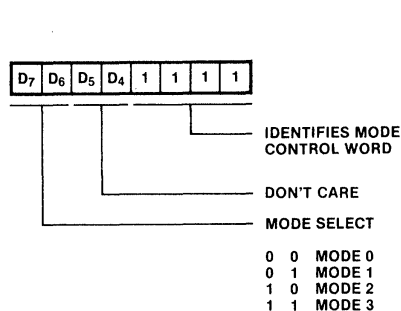 D7 D6 D5 D4 1 1 1 1
IDENTIFIES MODE
CONTROL WORD
DON'T CARE
MODE SELECT
0 0 MODE 0
0 1 MODE 1
1 0 MODE 2
1 1 MODE 3